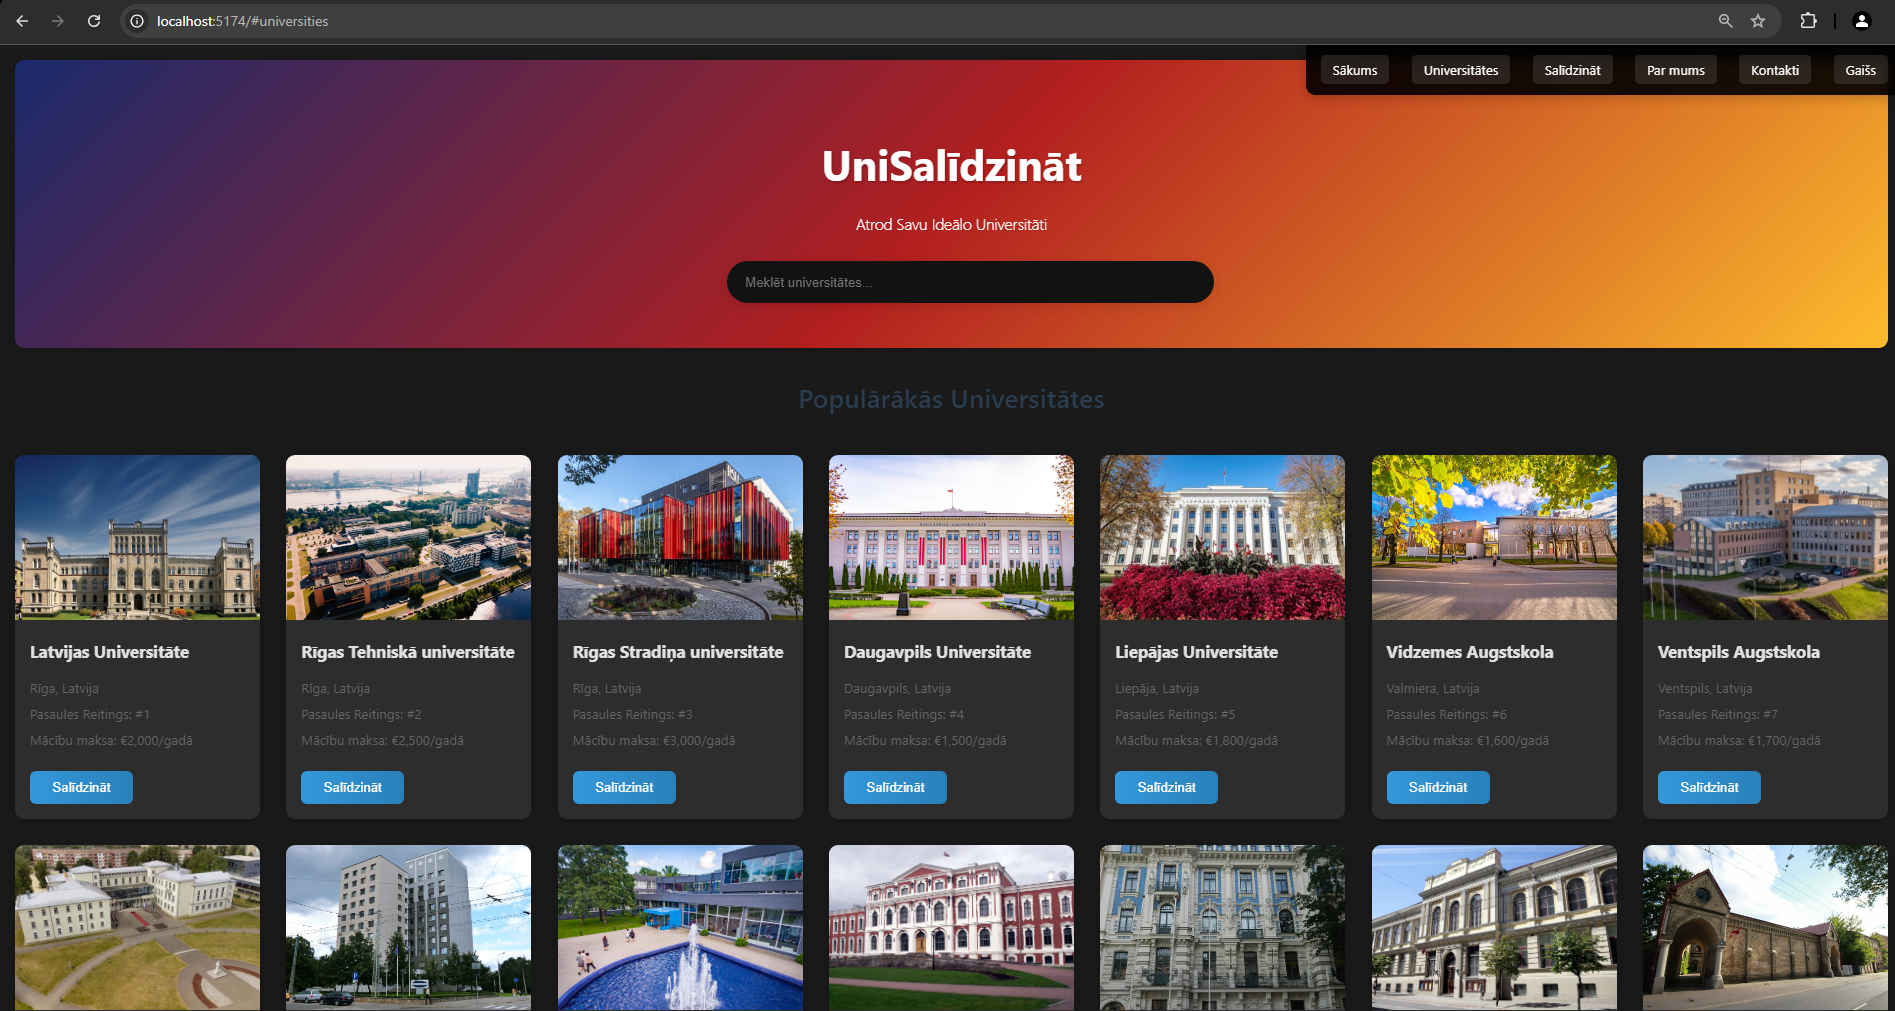 localhost:5174/#universities
Sākums Universitātes Salīdzināt Par mums Kontakti Gaišs
UniSalīdzināt
Atrod Savu Ideālo Universitāti
Meklēt universitātes...
Populārākās Universitātes
Latvijas Universitāte
Rīga, Latvija
Pasaules Reitings: #1
Mācību maksa: €2,000/gadā
Salīdzināt
Rīgas Tehniskā universitāte
Rīga, Latvija
Pasaules Reitings: #2
Mācību maksa: €2,500/gadā
Salīdzināt
Rīgas Stradiņa universitāte
Rīga, Latvija
Pasaules Reitings: #3
Mācību maksa: €3,000/gadā
Salīdzināt
DAUGAVPILS UNIVERSITĀTE
Daugavpils Universitāte
Daugavpils, Latvija
Pasaules Reitings: #4
Mācību maksa: €1,500/gadā
Salīdzināt
LIEPĀJAS UNIVERSITĀTE
Liepājas Universitāte
Liepāja, Latvija
Pasaules Reitings: #5
Mācību maksa: €1,800/gadā
Salīdzināt
Vidzemes Augstskola
Valmiera, Latvija
Pasaules Reitings: #6
Mācību maksa: €1,600/gadā
Salīdzināt
Ventspils Augstskola
Ventspils, Latvija
Pasaules Reitings: #7
Mācību maksa: €1,700/gadā
Salīdzināt